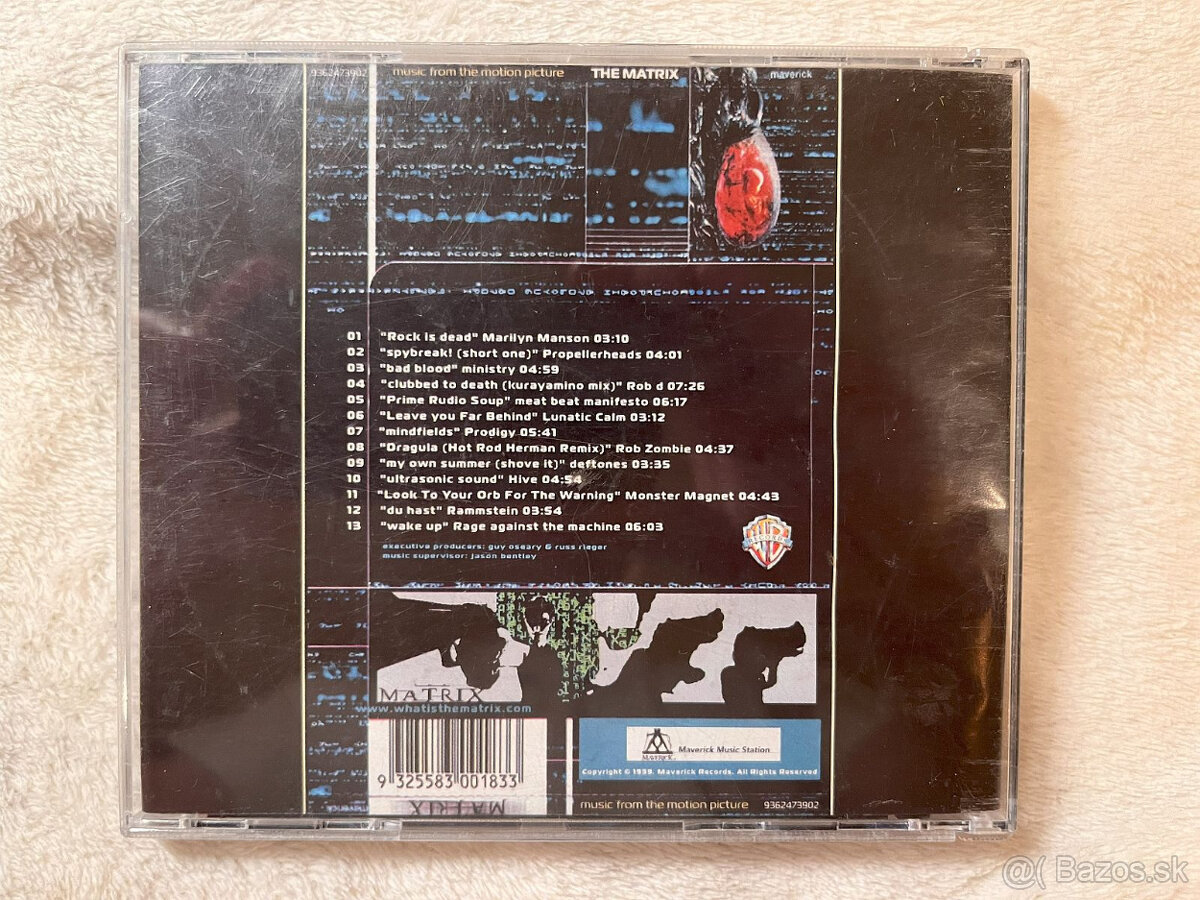 9362473902 music from the motion picture THE MATRIX maverick
01 "Rock is dead" Marilyn Manson 03:10
02 "spybreak! (short one)" Propellerheads 04:01
03 "bad blood" ministry 04:59
04 "clubbed to death (kurayamino mix)" Rob d 07:26
05 "Prime Audio Soup" meat beat manifesto 06:17
06 "Leave you Far Behind" Lunatic Calm 03:12
07 "mindfields" Prodigy 05:41
08 "Dragula (Hot Rod Herman Remix)" Rob Zombie 04:37
09 "my own summer (shove it)" deftones 03:35
10 "ultrasonic sound" Hive 04:54
11 "Look To Your Orb For The Warning" Monster Magnet 04:43
12 "du hast" Rammstein 03:54
13 "wake up" Rage against the machine 06:03
executive producers: guy oseary & russ rieger
music supervisor: jason bentley
RECORDS
MATRIX
www.whatisthematrix.com
MAVERICK Maverick Music Station
Copyright © 1999. Maverick Records. All Rights Reserved
9 325583 001833
MATRIX
music from the motion picture 9362473902
@( Bazos.sk